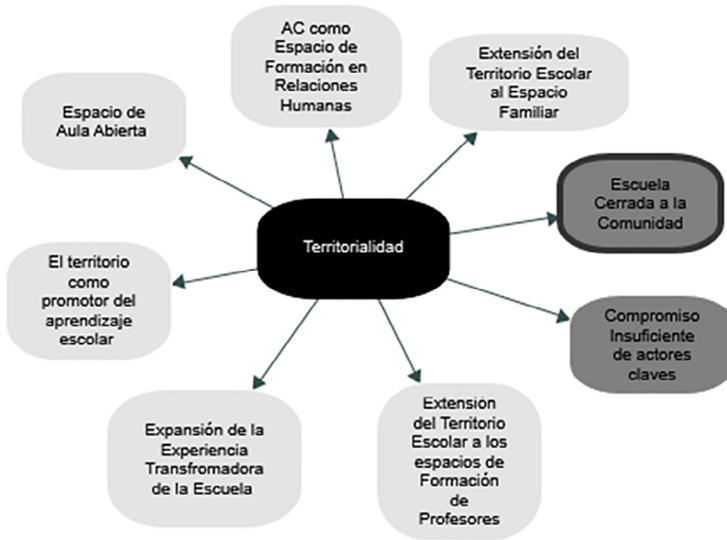 AC como
Espacio de
Formación en
Relaciones
Humanas
Extensión del
Territorio Escolar
al Espacio
Familiar
Espacio de
Aula Abierta
Escuela
Cerrada a la
Comunidad
Territorialidad
El territorio
como
promotor del
aprendizaje
escolar
Compromiso
Insuficiente
de actores
claves
Expansión de la
Experiencia
Transfromadora
de la Escuela
Extensión
del Territorio
Escolar a los
espacios de
Formación
de
Profesores